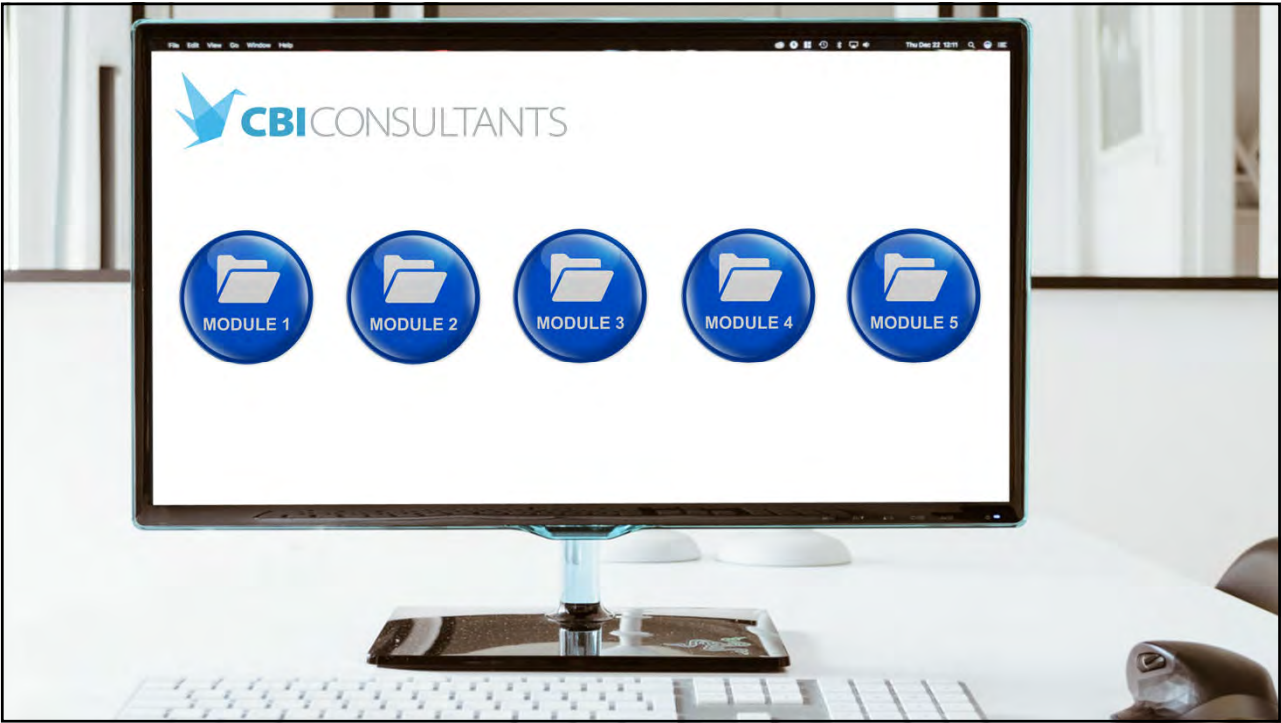 File Edit View Go Window Help
Thu Dec 22 12:11
CBICONSULTANTS
MODULE 1
MODULE 2
MODULE 3
MODULE 4
MODULE 5